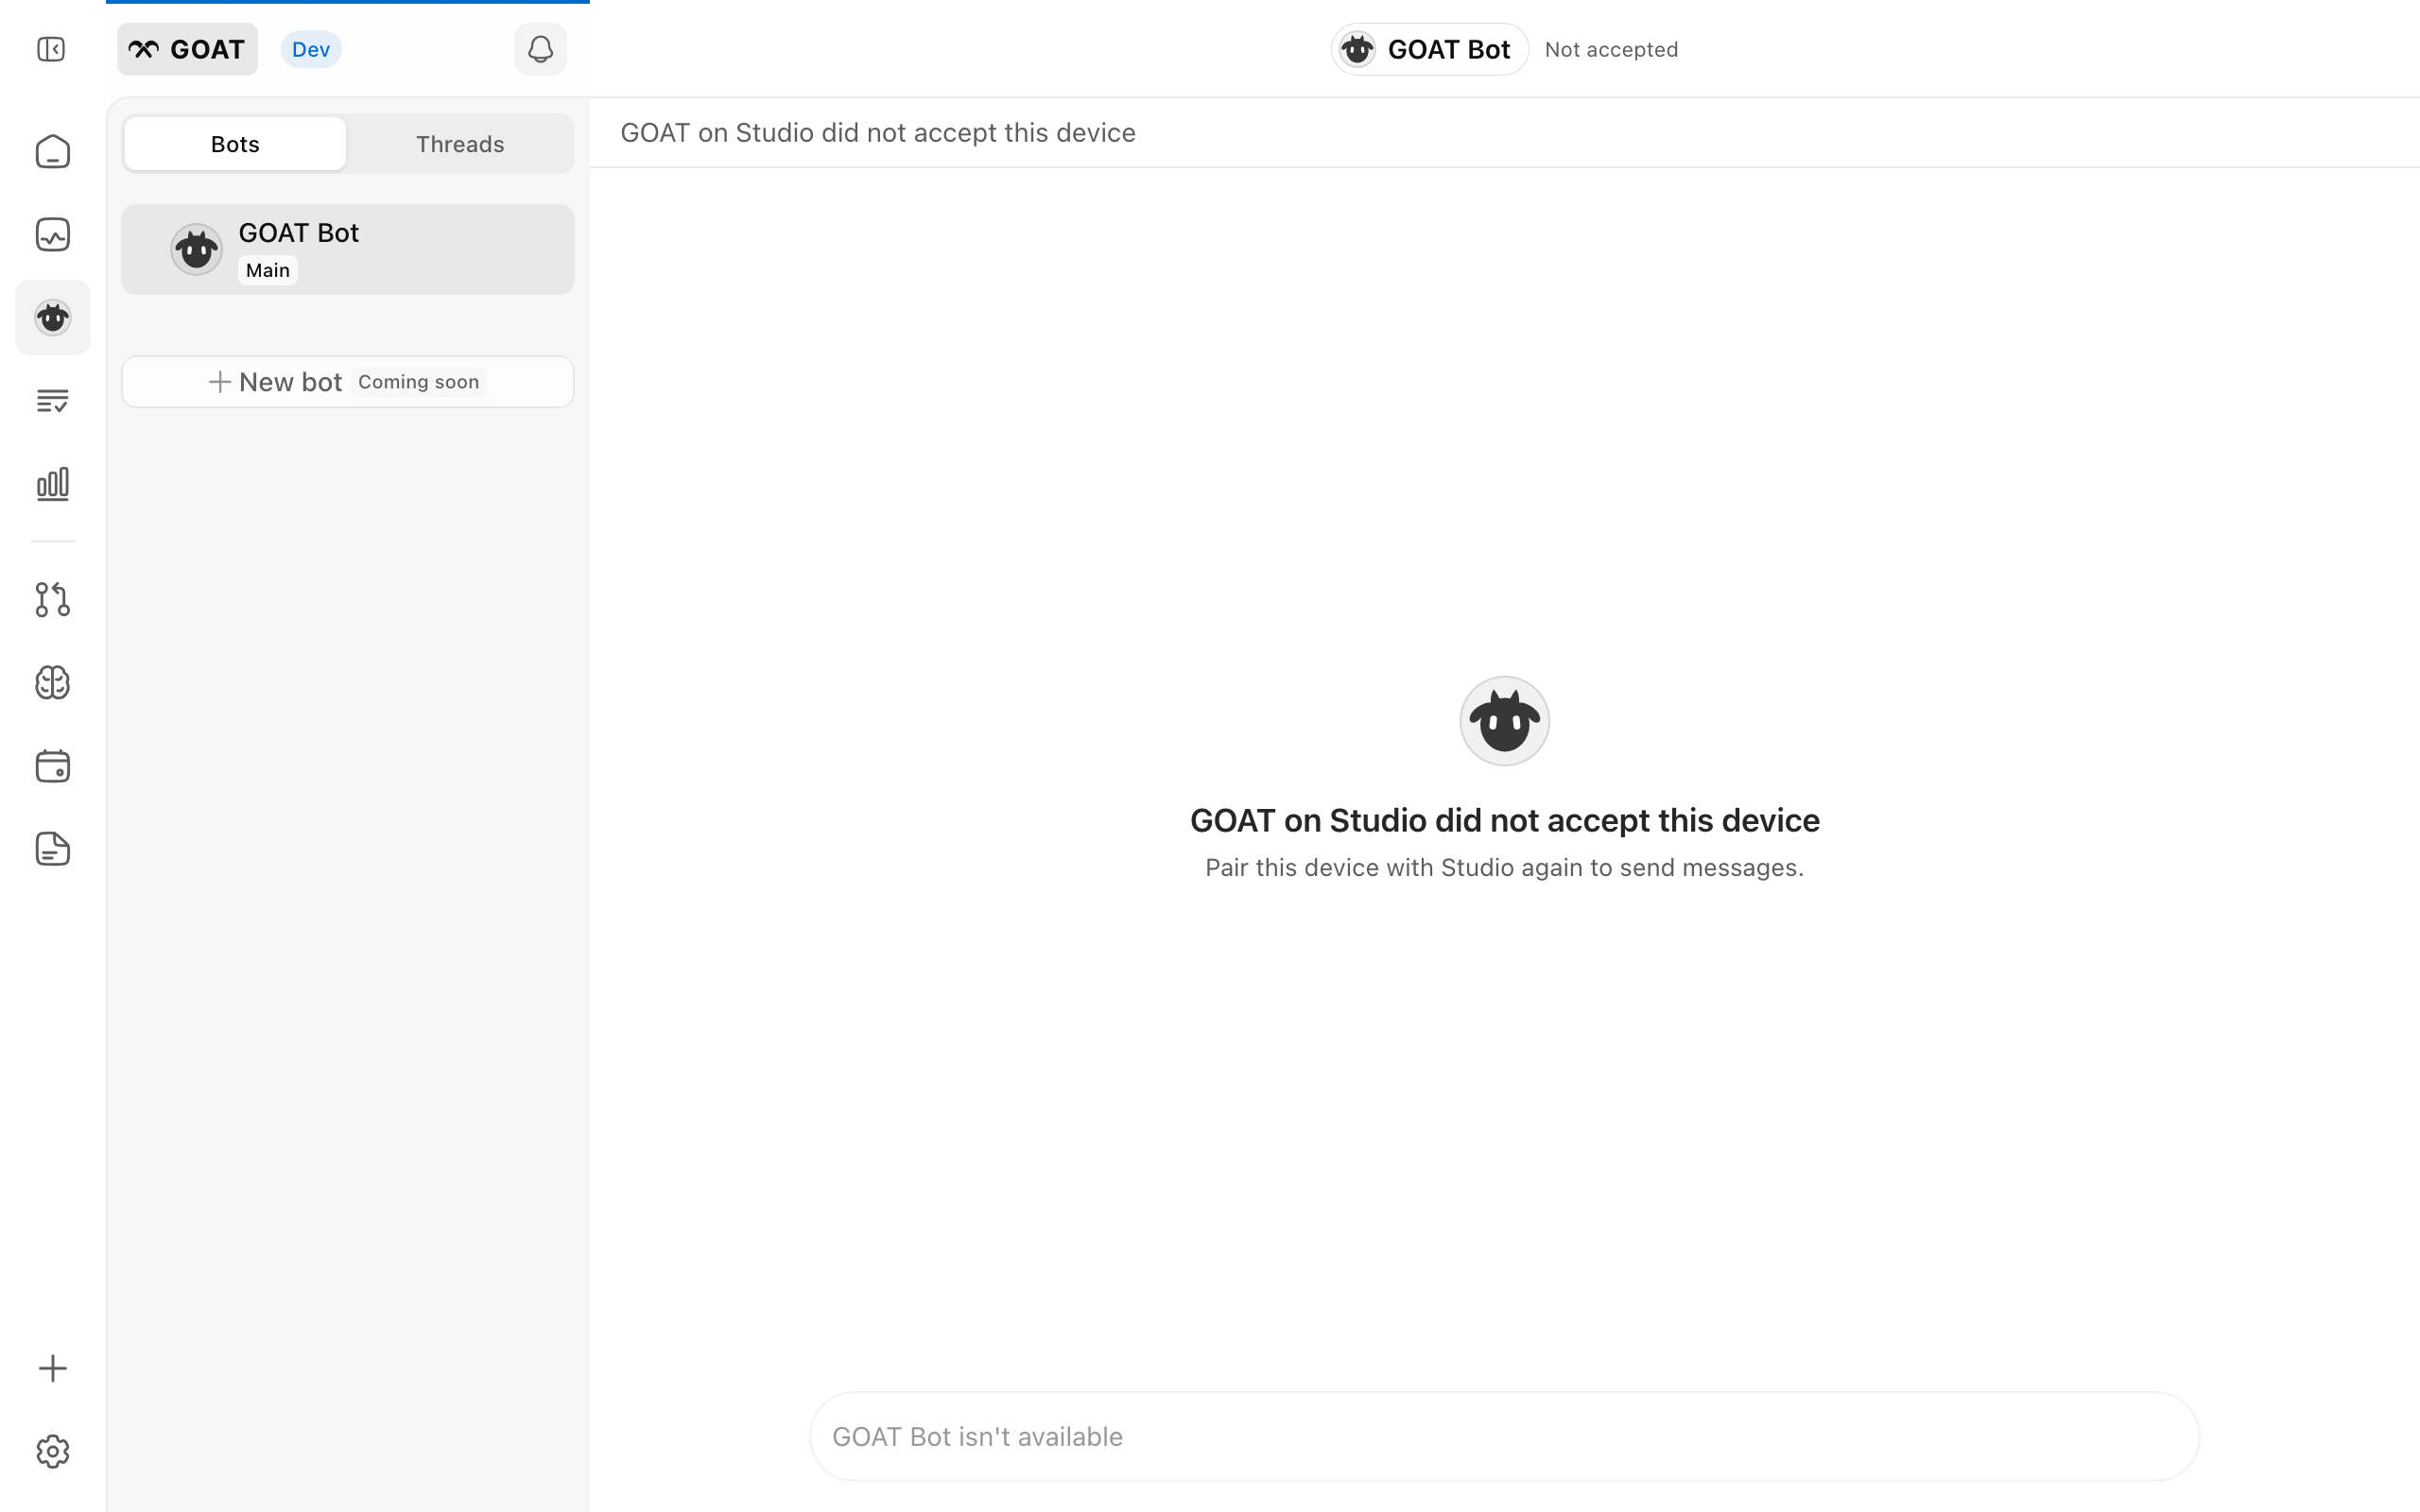 GOAT
Dev
GOAT Bot
Not accepted
Bots
Threads
GOAT on Studio did not accept this device
GOAT Bot
Main
New bot
Coming soon
GOAT on Studio did not accept this device
Pair this device with Studio again to send messages.
GOAT Bot isn't available